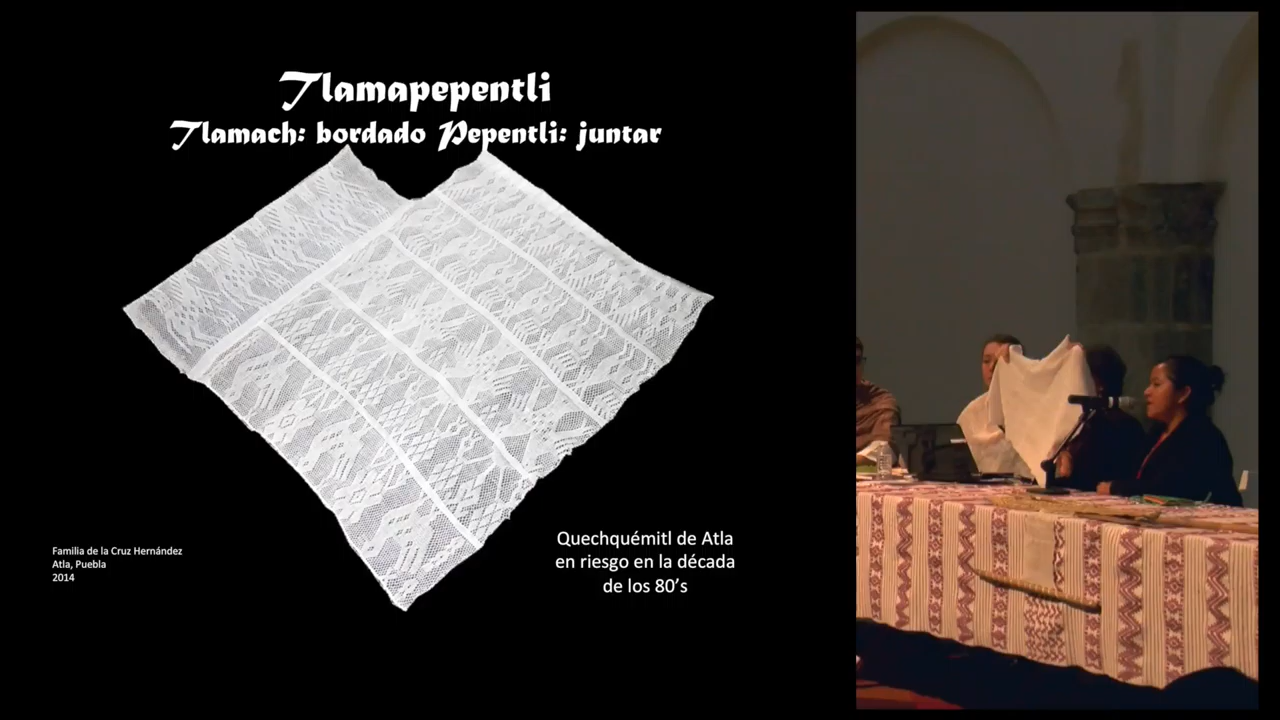 Tlamapepentli
Tlamach: bordado Pepentli: juntar
Quechquémitl de Atla
en riesgo en la década
de los 80's
Familia de la Cruz Hernández
Atla, Puebla
2014